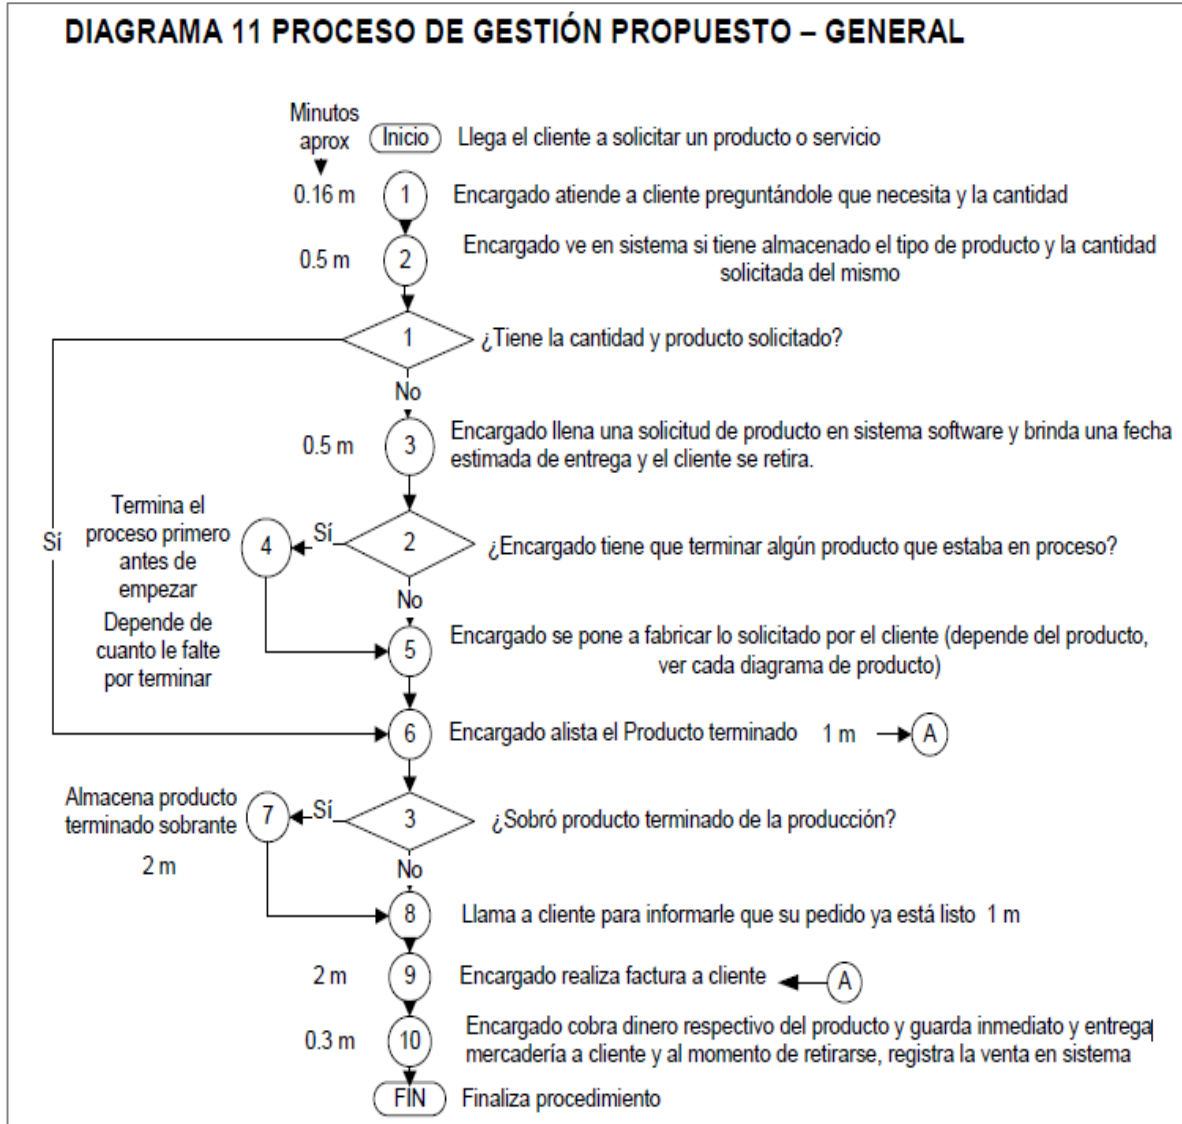 DIAGRAMA 11 PROCESO DE GESTIÓN PROPUESTO – GENERAL
Minutos
aprox
Inicio
Llega el cliente a solicitar un producto o servicio
0.16 m
1
Encargado atiende a cliente preguntándole que necesita y la cantidad
0.5 m
2
Encargado ve en sistema si tiene almacenado el tipo de producto y la cantidad
solicitada del mismo
1
¿Tiene la cantidad y producto solicitado?
No
Sí
0.5 m
3
Encargado llena una solicitud de producto en sistema software y brinda una fecha
estimada de entrega y el cliente se retira.
2
¿Encargado tiene que terminar algún producto que estaba en proceso?
Sí
4
Termina el
proceso primero
antes de
empezar
Depende de
cuanto le falte
por terminar
No
5
Encargado se pone a fabricar lo solicitado por el cliente (depende del producto,
ver cada diagrama de producto)
6
Encargado alista el Producto terminado 1 m
A
3
¿Sobró producto terminado de la producción?
Sí
7
Almacena producto
terminado sobrante
2 m
No
8
Llama a cliente para informarle que su pedido ya está listo 1 m
2 m
9
Encargado realiza factura a cliente
A
0.3 m
10
Encargado cobra dinero respectivo del producto y guarda inmediato y entrega
mercadería a cliente y al momento de retirarse, registra la venta en sistema
FIN
Finaliza procedimiento